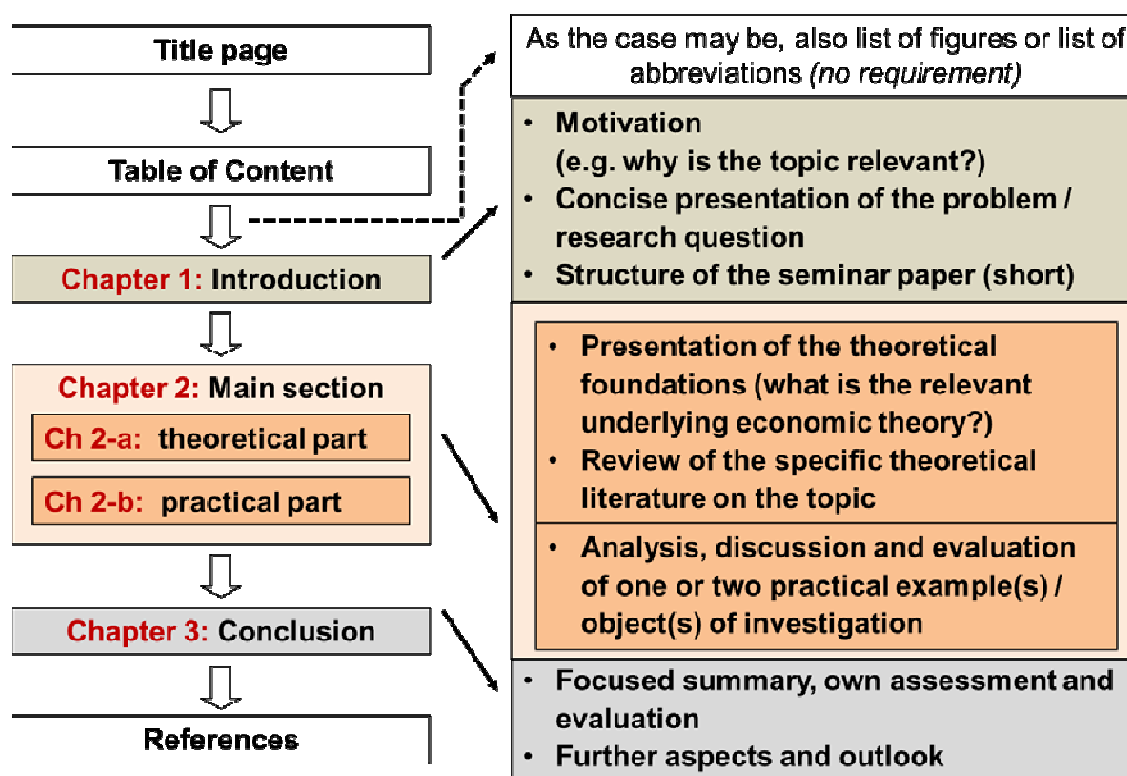 Title page
Table of Content
Chapter 1: Introduction
Chapter 2: Main section
Ch 2-a: theoretical part
Ch 2-b: practical part
Chapter 3: Conclusion
References
As the case may be, also list of figures or list of
abbreviations (no requirement)
• Motivation
(e.g. why is the topic relevant?)
• Concise presentation of the problem /
research question
• Structure of the seminar paper (short)
• Presentation of the theoretical
foundations (what is the relevant
underlying economic theory?)
• Review of the specific theoretical
literature on the topic
• Analysis, discussion and evaluation
of one or two practical example(s) /
object(s) of investigation
• Focused summary, own assessment and
evaluation
• Further aspects and outlook